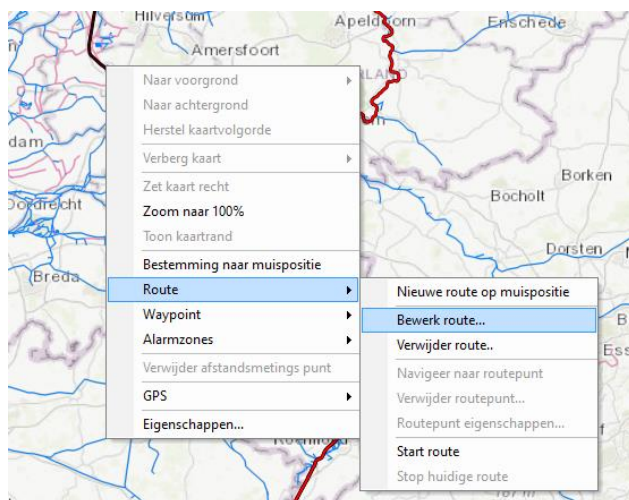 Hilversum
Apeldoorn
Enschede
Amersfoort
Naar voorgrond
Naar achtergrond
Herstel kaartvolgorde
Verberg kaart
Zet kaart recht
Zoom naar 100%
Toon kaartrand
Bestemming naar muispositie
Route
Waypoint
Alarmzones
Verwijder afstandsmetings punt
GPS
Eigenschappen...
Nieuwe route op muispositie
Bewerk route...
Verwijder route..
Navigeer naar routepunt
Verwijder routepunt...
Routepunt eigenschappen...
Start route
Stop huidige route
dam
Dordrecht
Breda
Borken
Bocholt
Dorsten
Ess